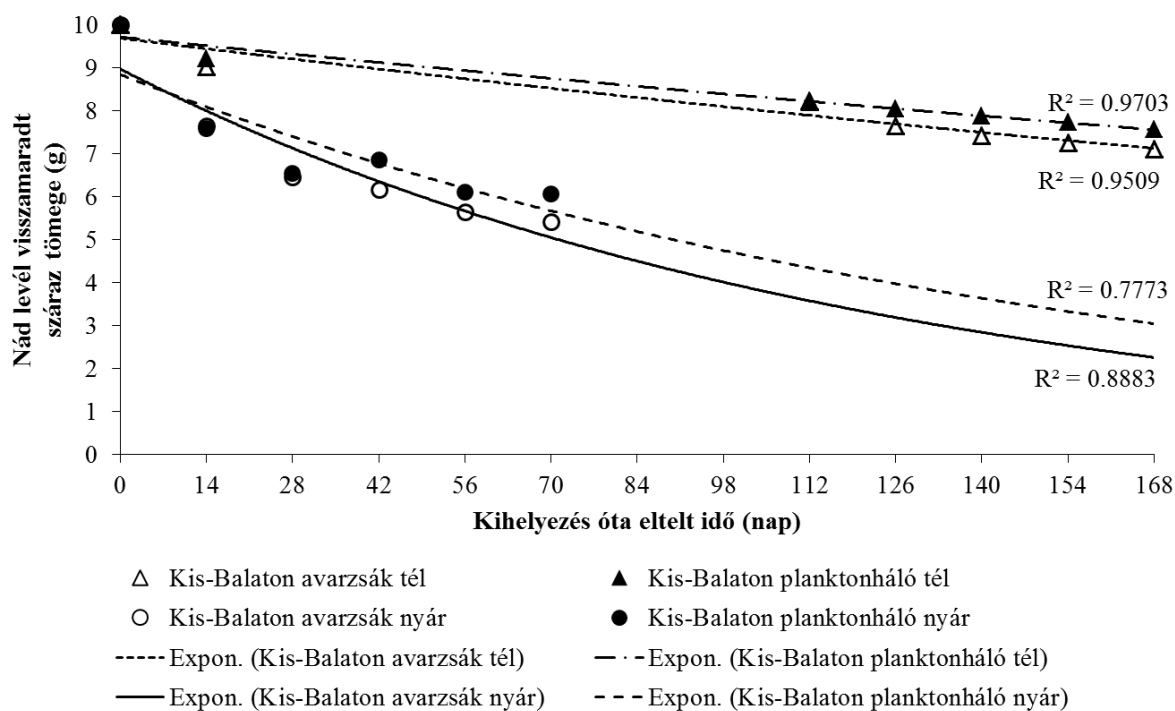 10
9
8
7
6
5
4
3
2
1
0
Nád levél visszamaradt
száraz tömege (g)
R² = 0.9703
R² = 0.9509
R² = 0.7773
R² = 0.8883
0 14 28 42 56 70 84 98 112 126 140 154 168
Kihelyezés óta eltelt idő (nap)
Kis-Balaton avarzsák tél
Kis-Balaton planktonháló tél
Kis-Balaton avarzsák nyár
Kis-Balaton planktonháló nyár
Expon. (Kis-Balaton avarzsák tél)
Expon. (Kis-Balaton planktonháló tél)
Expon. (Kis-Balaton avarzsák nyár)
Expon. (Kis-Balaton planktonháló nyár)